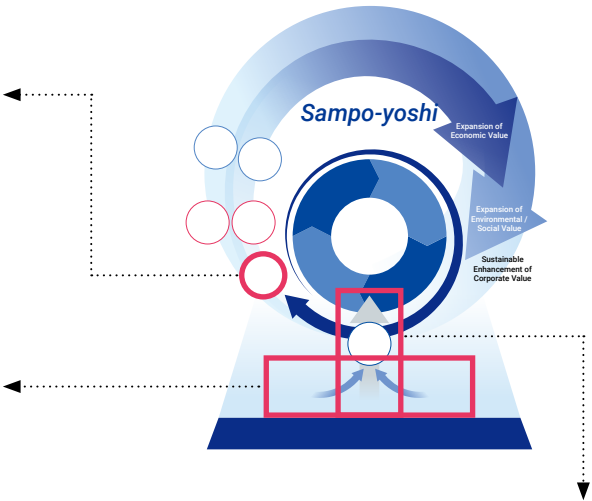 Sampo-yoshi
Expansion of
Economic Value
Expansion of
Environmental /
Social Value
Sustainable
Enhancement of
Corporate Value